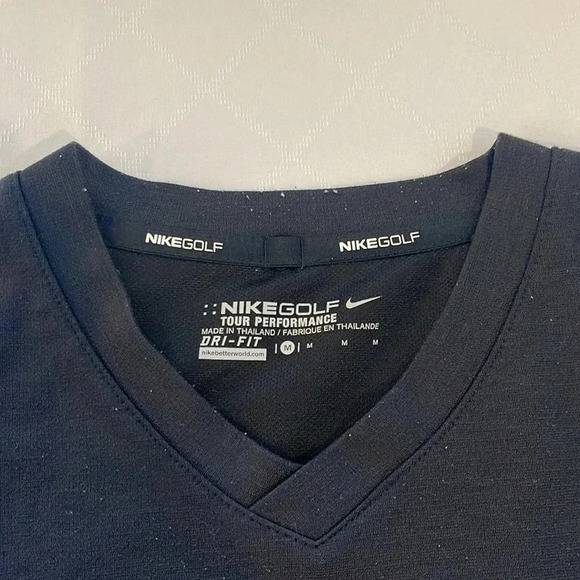 NIKEGOLF NIKEGOLF
NIKEGOLF
TOUR PERFORMANCE
MADE IN THAILAND / FABRIQUE EN THAILANDE
DRI-FIT
nikebetterworld.com | M | M M M